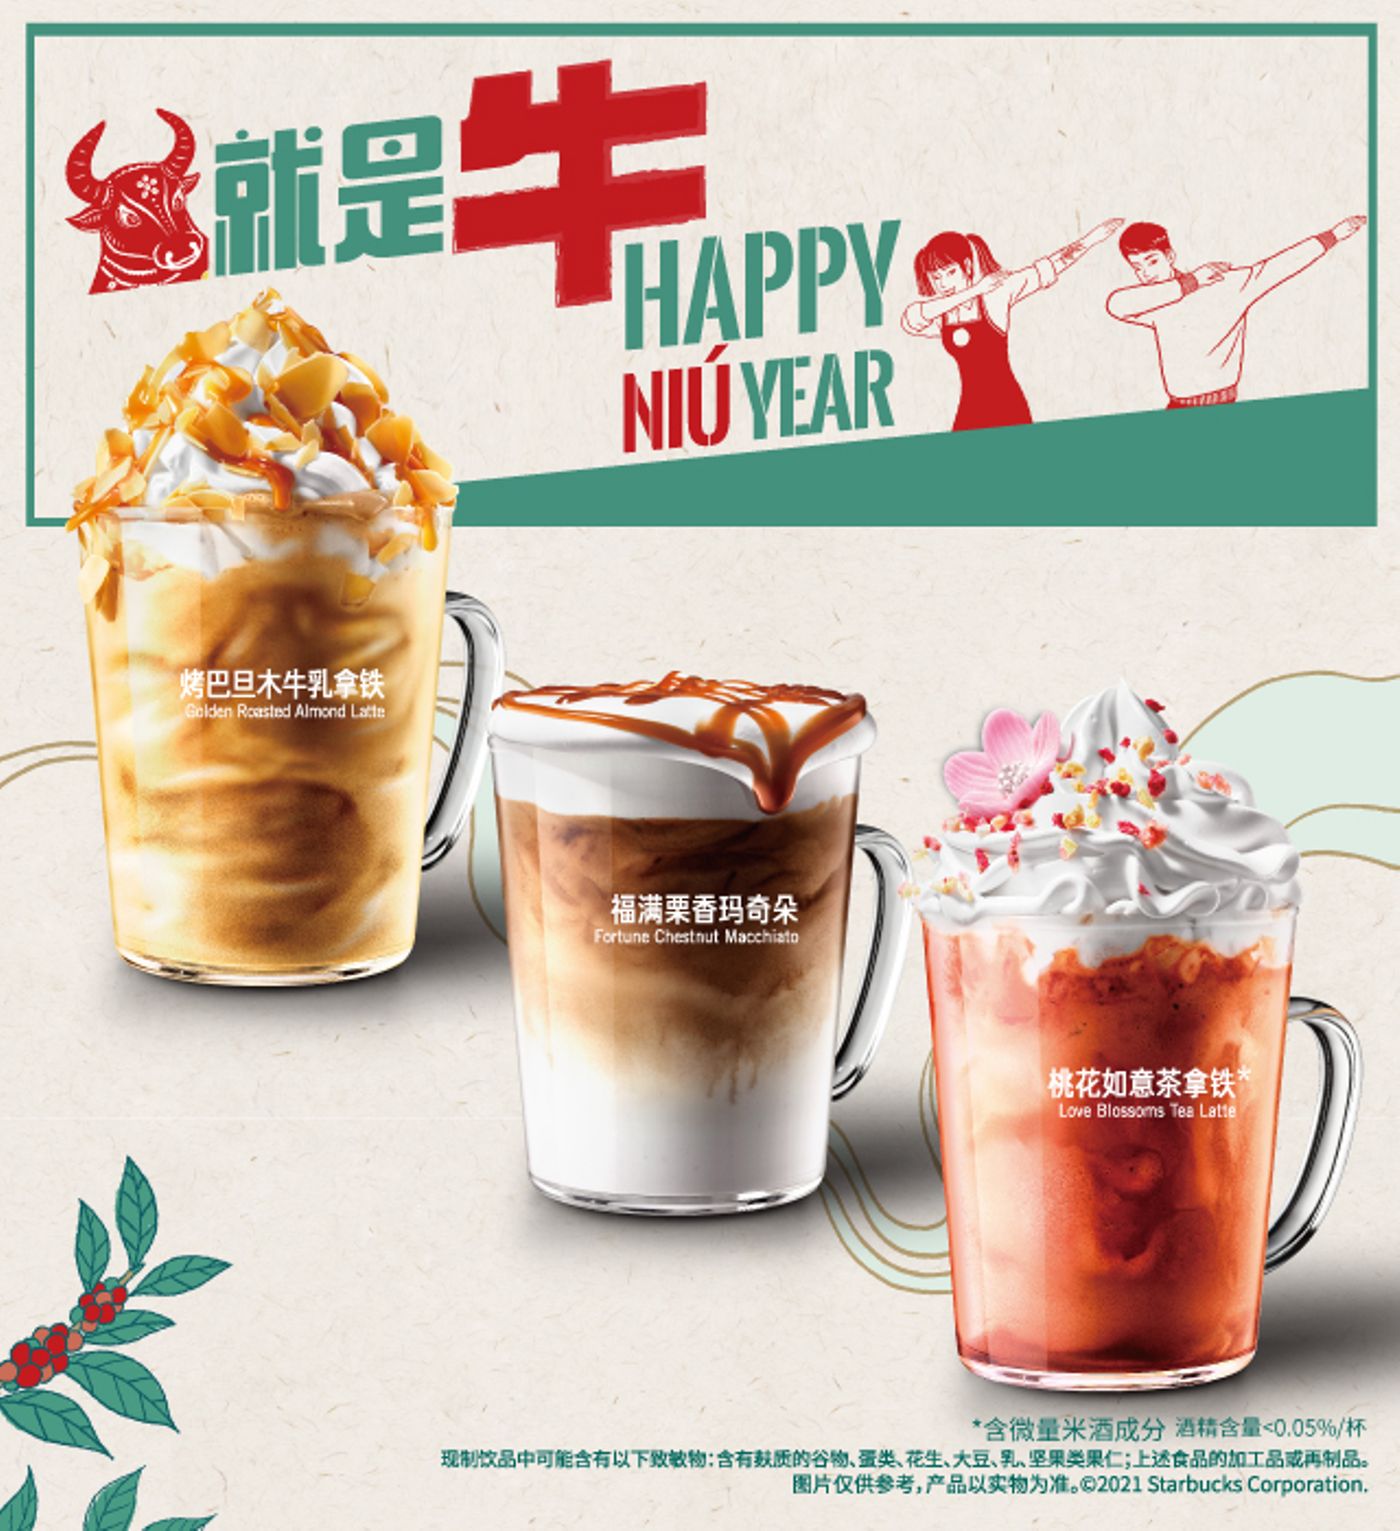 就是牛
HAPPY
NIÚ YEAR
烤巴旦木牛乳拿铁
Golden Roasted Almond Latte
福满栗香玛奇朵
Fortune Chestnut Macchiato
桃花如意茶拿铁*
Love Blossoms Tea Latte
*含微量米酒成分 酒精含量<0.05%/杯
现制饮品中可能含有以下致敏物：含有麸质的谷物、蛋类、花生、大豆、乳、坚果类果仁；上述食品的加工品或再制品。
图片仅供参考，产品以实物为准。©2021 Starbucks Corporation.